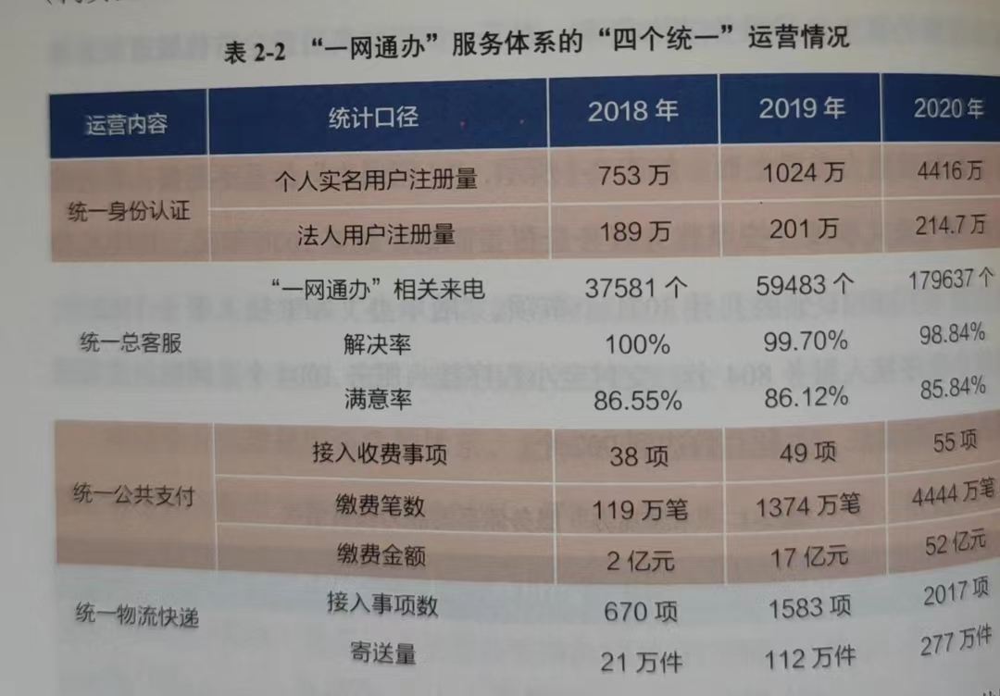 表 2-2 “一网通办”服务体系的“四个统一”运营情况
运营内容 统计口径 2018 年 2019 年 2020 年
统一身份认证 个人实名用户注册量 753 万 1024 万 4416 万
法人用户注册量 189 万 201 万 214.7 万
统一总客服 “一网通办”相关来电 37581 个 59483 个 179637 个
解决率 100% 99.70% 98.84%
满意率 86.55% 86.12% 85.84%
统一公共支付 接入收费事项 38 项 49 项 55 项
缴费笔数 119 万笔 1374 万笔 4444 万笔
缴费金额 2 亿元 17 亿元 52 亿元
统一物流快递 接入事项数 670 项 1583 项 2017 项
寄送量 21 万件 112 万件 277 万件